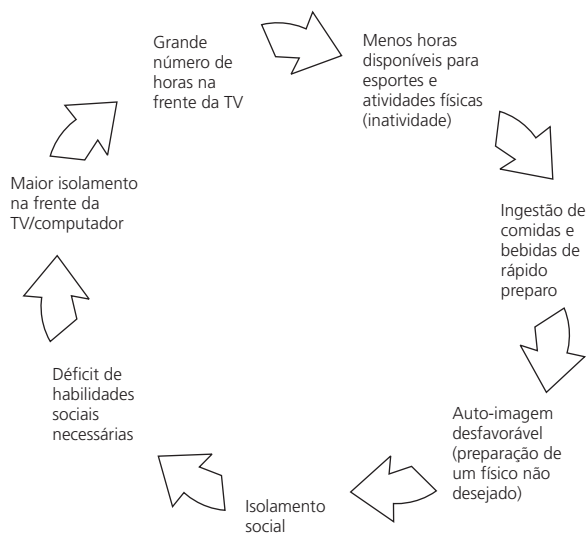 Grande
número de
horas na
frente da TV
Menos horas
disponíveis para
esportes e
atividades físicas
(inatividade)
Ingestão de
comidas e
bebidas de
rápido
preparo
Auto-imagem
desfavorável
(preparação de
um físico não
desejado)
Isolamento
social
Déficit de
habilidades
sociais
necessárias
Maior isolamento
na frente da
TV/computador